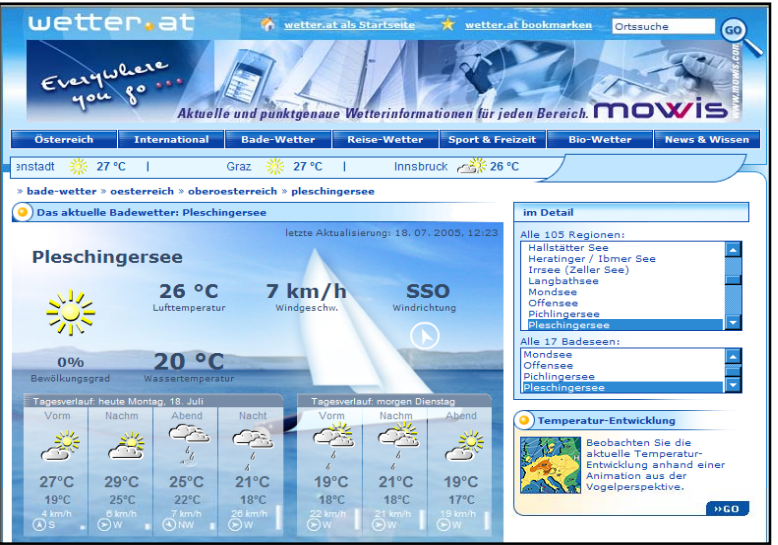 wetter.at
wetter.at als Startseite
wetter.at bookmarken
Ortssuche
GO
Everywhere
you go ...
Aktuelle und punktgenaue Wetterinformationen für jeden Bereich.
mowis
www.mowis.com
Österreich International Bade-Wetter Reise-Wetter Sport & Freizeit Bio-Wetter News & Wissen
enstadt 27 °C | Graz 27 °C | Innsbruck 26 °C
» bade-wetter » oesterreich » oberoesterreich » pleschingersee
Das aktuelle Badewetter: Pleschingersee
letzte Aktualisierung: 18. 07. 2005, 12:23
Pleschingersee
26 °C 7 km/h SSO
Lufttemperatur Windgeschw. Windrichtung
0% 20 °C
Bewölkungsgrad Wassertemperatur
Tagesverlauf: heute Montag, 18. Juli
Vorm Nachm Abend Nacht
27°C 29°C 25°C 21°C
19°C 25°C 22°C 18°C
4 km/h 6 km/h 7 km/h 26 km/h
S W NW W
Tagesverlauf: morgen Dienstag
Vorm Nachm Abend
19°C 21°C 19°C
18°C 18°C 17°C
22 km/h 21 km/h 19 km/h
W W W
im Detail
Alle 105 Regionen:
Hallstätter See
Heratinger / Ibmer See
Irrsee (Zeller See)
Langbathsee
Mondsee
Offensee
Pichlingersee
Pleschingersee
Alle 17 Badeseen:
Mondsee
Offensee
Pichlingersee
Pleschingersee
Temperatur-Entwicklung
Beobachten Sie die
aktuelle Temperatur-
Entwicklung anhand einer
Animation aus der
Vogelperspektive.
»GO